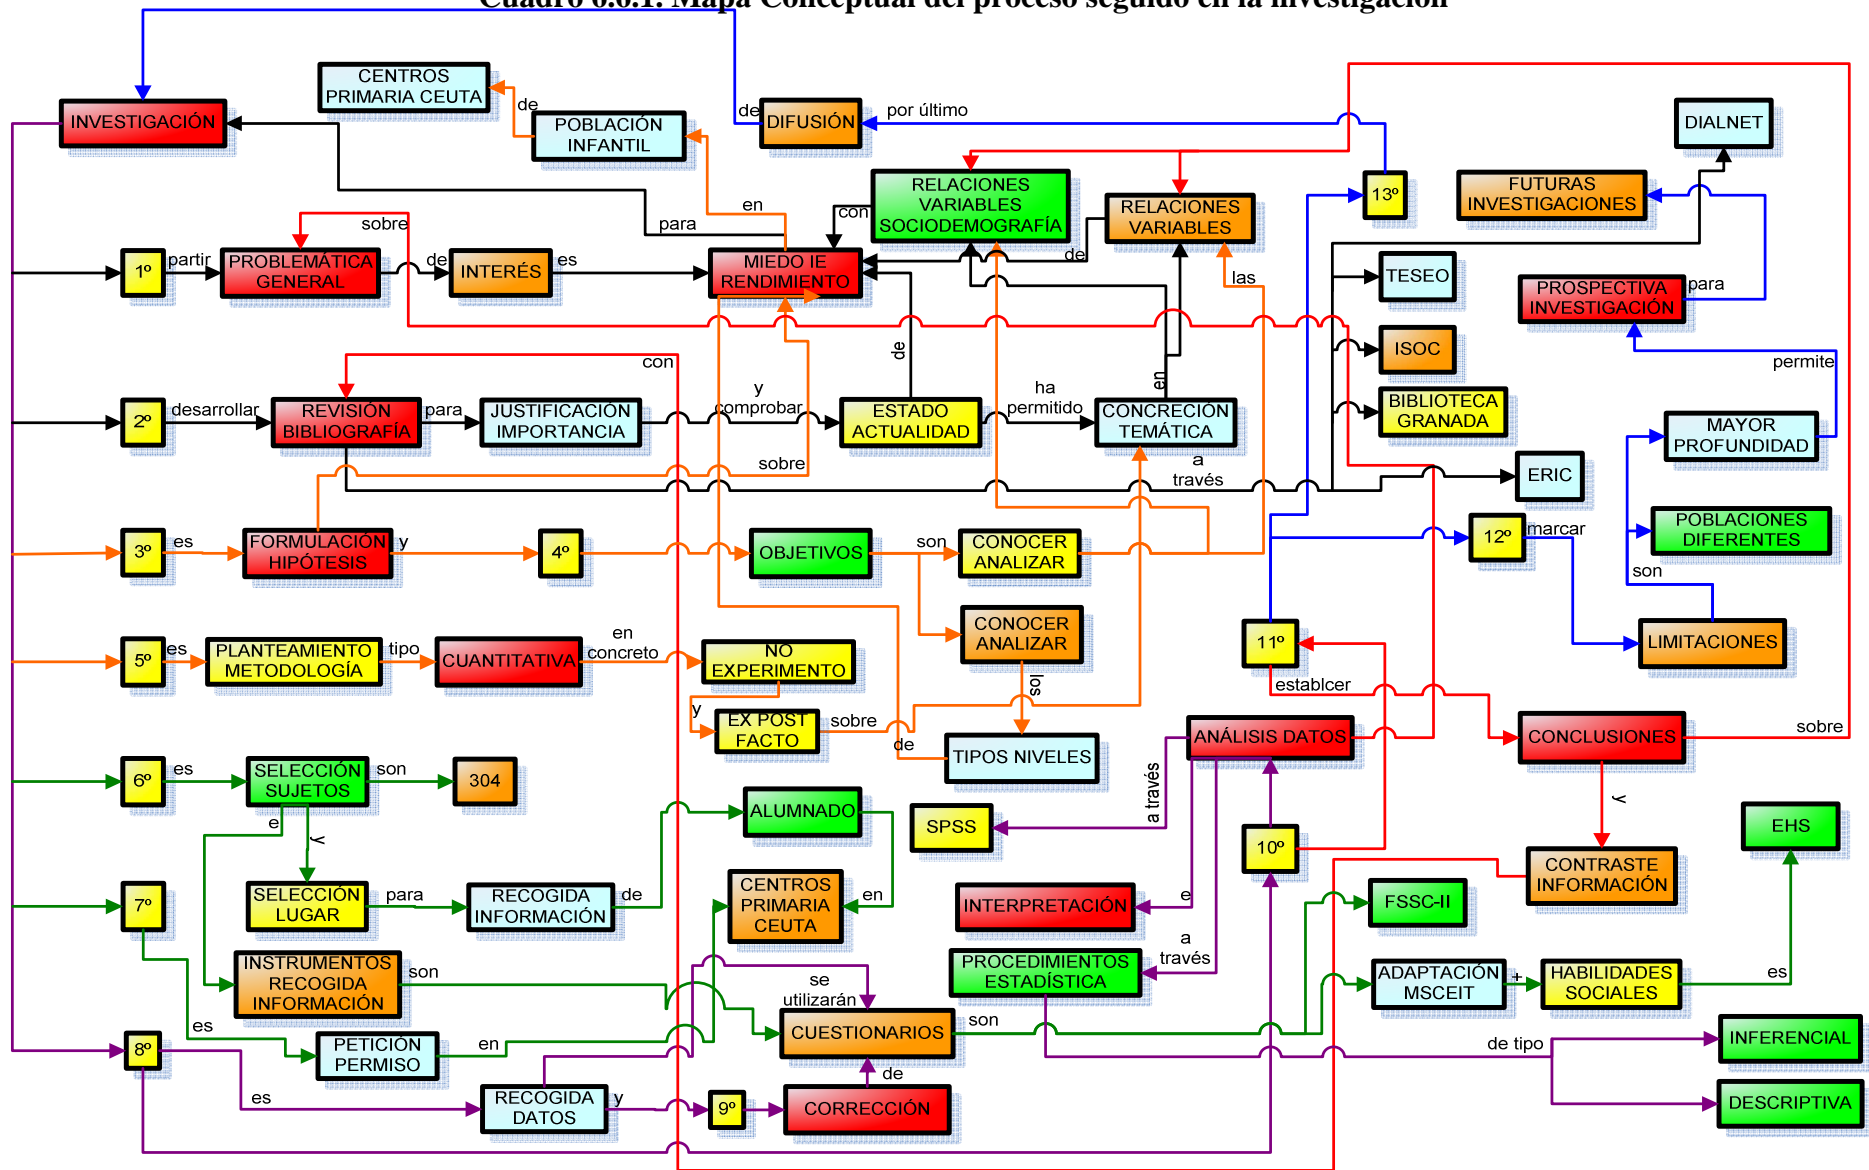 Cuadro 6.6.1. Mapa Conceptual del proceso seguido en la investigación
CENTROS
PRIMARIA CEUTA
de
POBLACIÓN
INFANTIL
INVESTIGACIÓN
de
DIFUSIÓN
por último
DIALNET
en
para
RELACIONES
VARIABLES
SOCIODEMOGRAFÍA
con
RELACIONES
VARIABLES
de
las
13º
FUTURAS
INVESTIGACIONES
sobre
1º
partir
PROBLEMÁTICA
GENERAL
de
INTERÉS
es
MIEDO IE
RENDIMIENTO
TESEO
PROSPECTIVA
INVESTIGACIÓN
para
ISOC
con
de
en
permite
2º
desarrollar
REVISIÓN
BIBLIOGRAFÍA
para
JUSTIFICACIÓN
IMPORTANCIA
y
comprobar
ESTADO
ACTUALIDAD
ha
permitido
CONCRECIÓN
TEMÁTICA
BIBLIOTECA
GRANADA
MAYOR
PROFUNDIDAD
sobre
a
través
ERIC
3º
es
FORMULACIÓN
HIPÓTESIS
y
4º
OBJETIVOS
son
CONOCER
ANALIZAR
12º
marcar
POBLACIONES
DIFERENTES
son
CONOCER
ANALIZAR
los
5º
es
PLANTEAMIENTO
METODOLOGÍA
tipo
CUANTITATIVA
en
concreto
NO
EXPERIMENTO
11º
establcer
LIMITACIONES
y
EX POST
FACTO
sobre
de
TIPOS NIVELES
ANÁLISIS DATOS
CONCLUSIONES
sobre
6º
es
SELECCIÓN
SUJETOS
son
304
e
y
ALUMNADO
SPSS
a través
10º
y
EHS
CONTRASTE
INFORMACIÓN
7º
SELECCIÓN
LUGAR
para
RECOGIDA
INFORMACIÓN
de
CENTROS
PRIMARIA
CEUTA
en
INTERPRETACIÓN
e
FSSC-II
INSTRUMENTOS
RECOGIDA
INFORMACIÓN
son
se
utilizarán
PROCEDIMIENTOS
ESTADÍSTICA
a
través
ADAPTACIÓN
MSCEIT
+
HABILIDADES
SOCIALES
es
es
CUESTIONARIOS
son
8º
PETICIÓN
PERMISO
en
de tipo
INFERENCIAL
es
RECOGIDA
DATOS
y
9º
de
CORRECCIÓN
DESCRIPTIVA